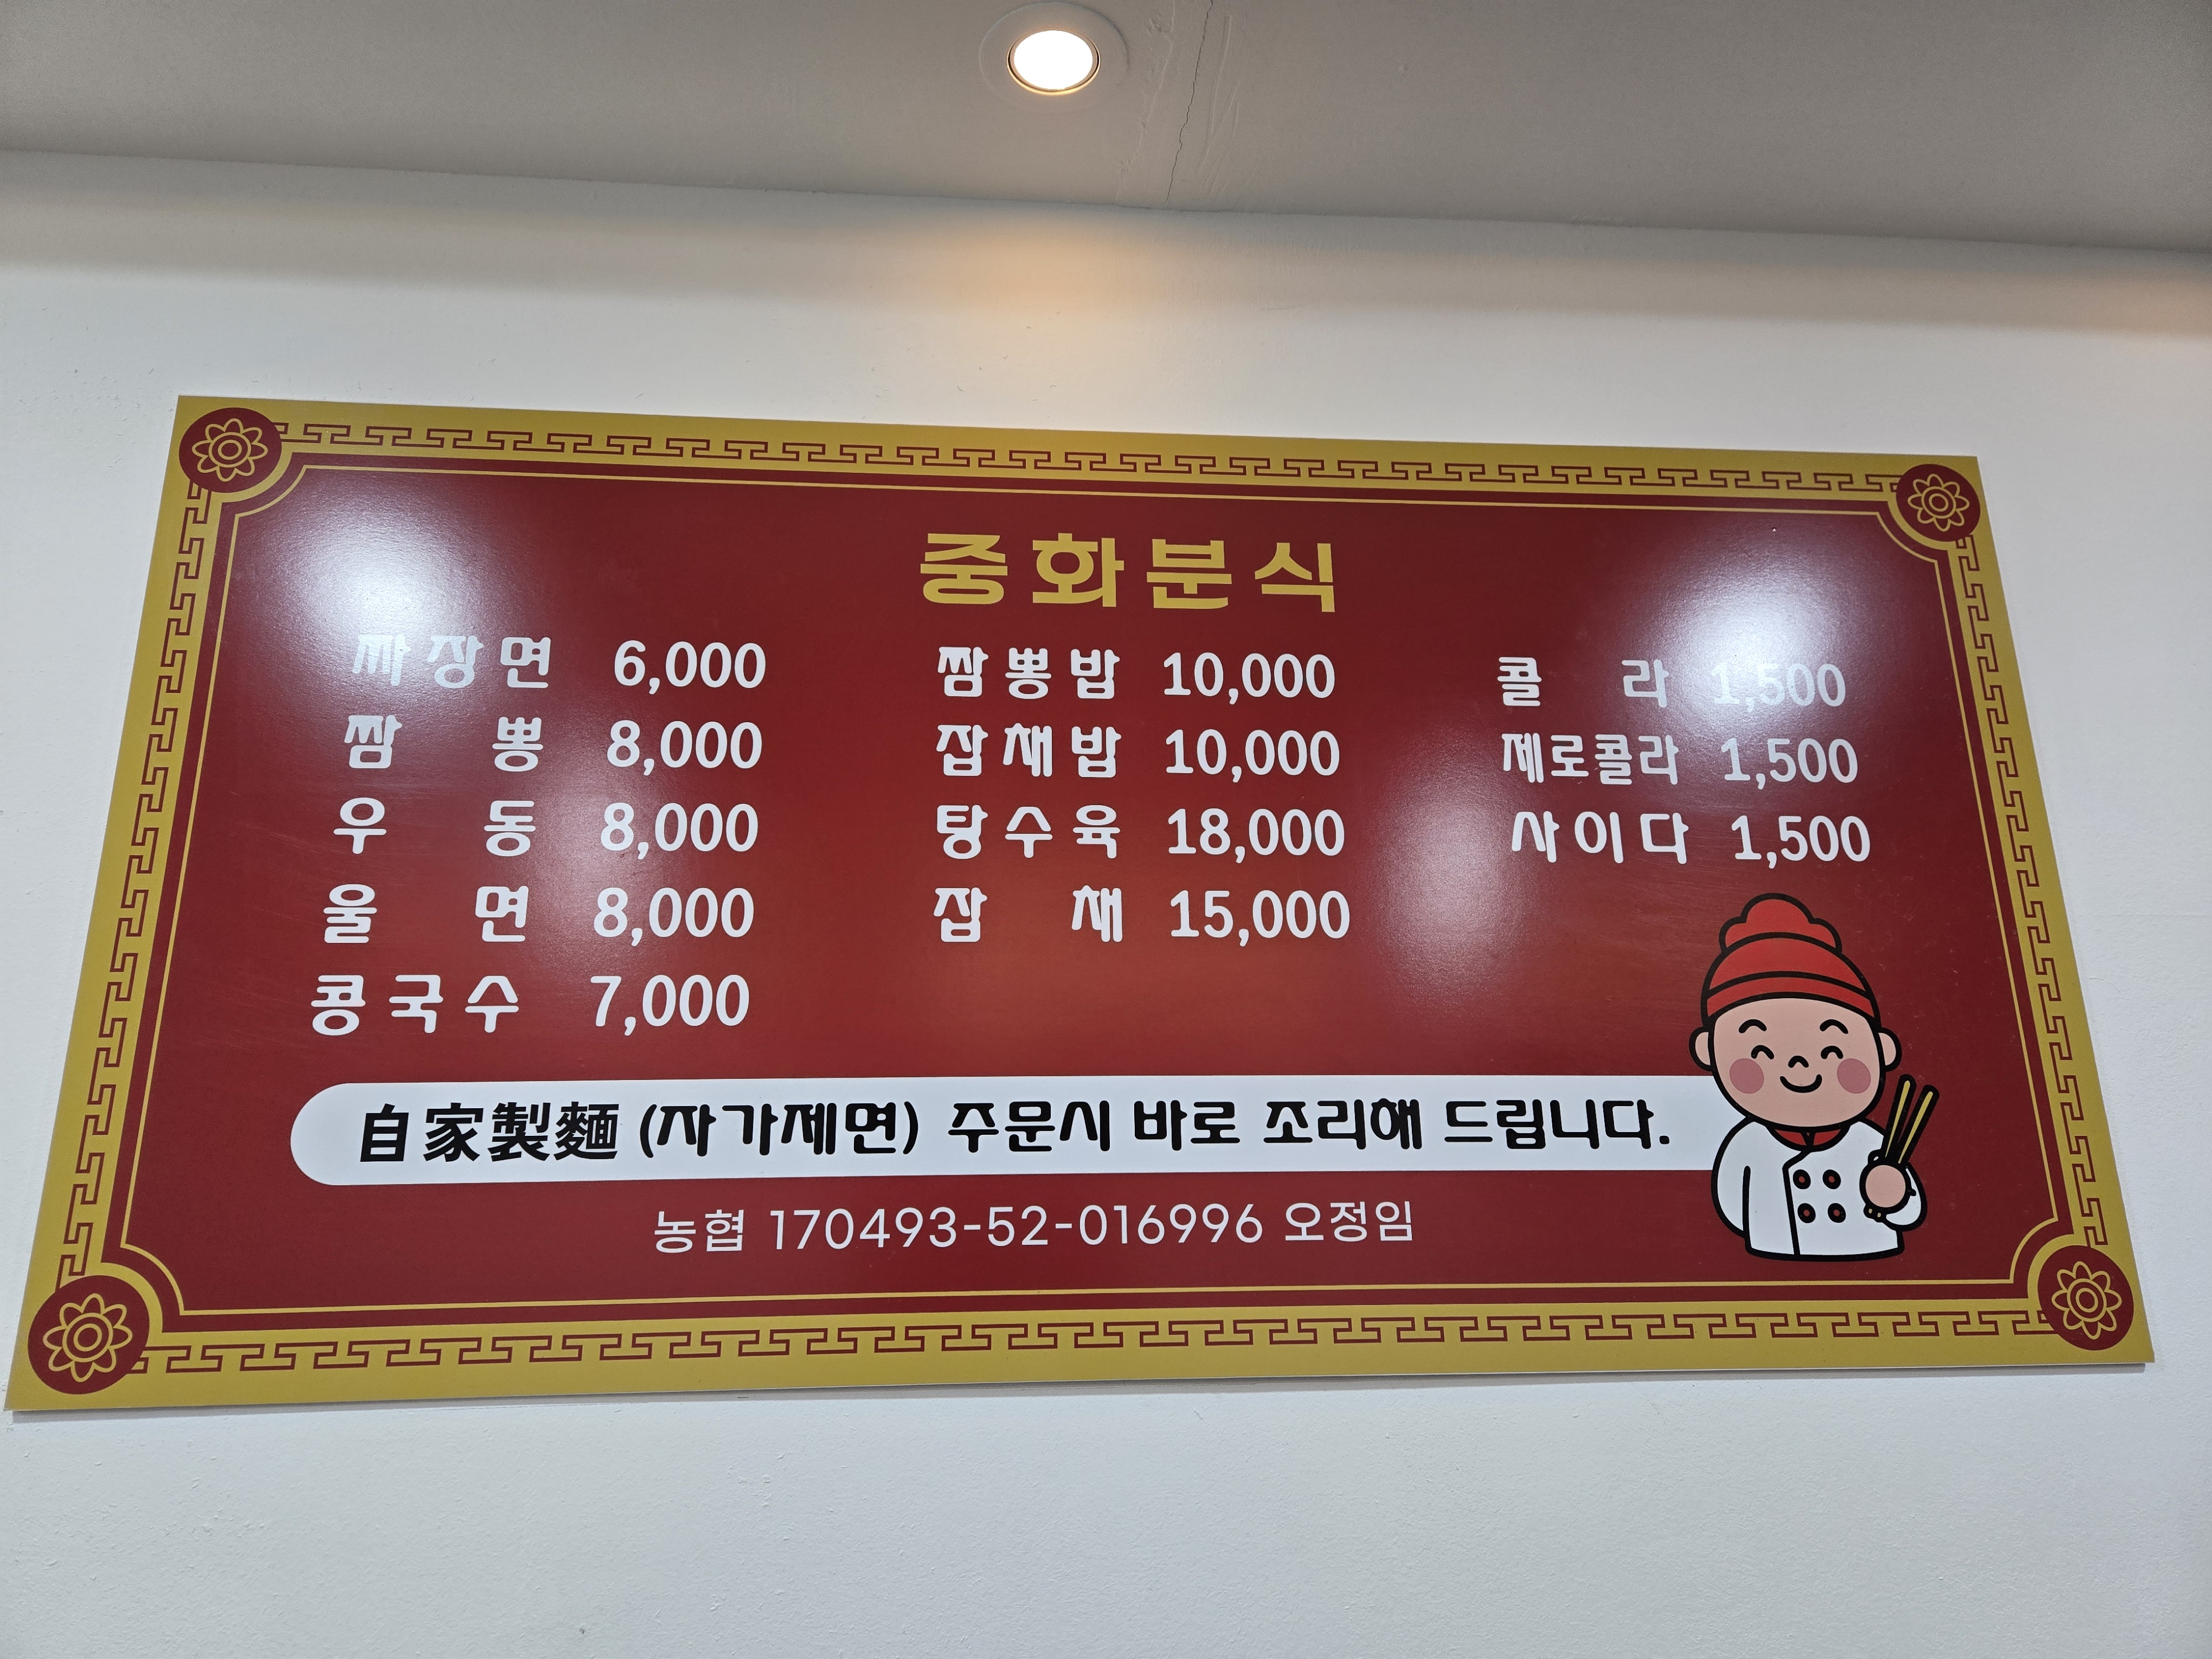 중화분식
짜장면 6,000
짬뽕 8,000
우동 8,000
울면 8,000
콩국수 7,000
짬뽕밥 10,000
잡채밥 10,000
탕수육 18,000
잡채 15,000
콜라 1,500
제로콜라 1,500
사이다 1,500
自家製麵 (자가제면) 주문시 바로 조리해 드립니다.
농협 170493-52-016996 오정임